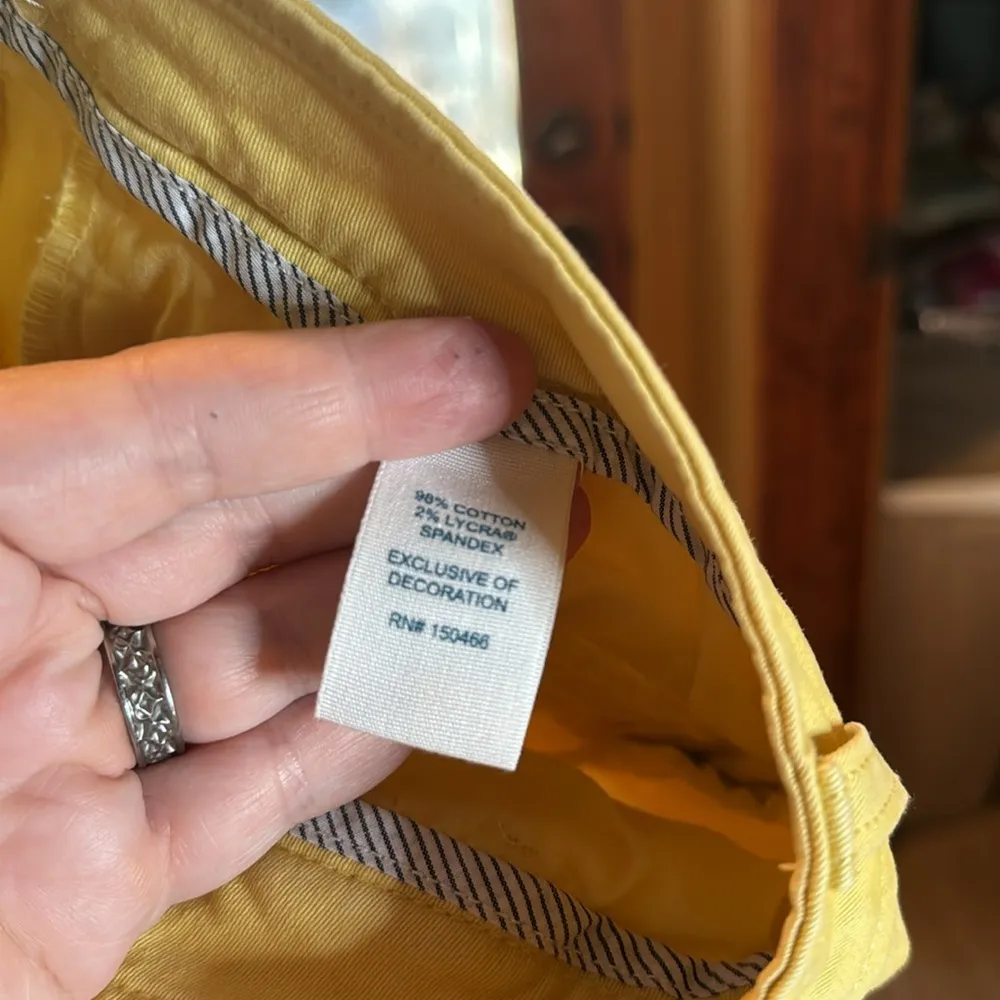 98% COTTON
2% LYCRA®
SPANDEX
EXCLUSIVE OF
DECORATION
RN# 150466